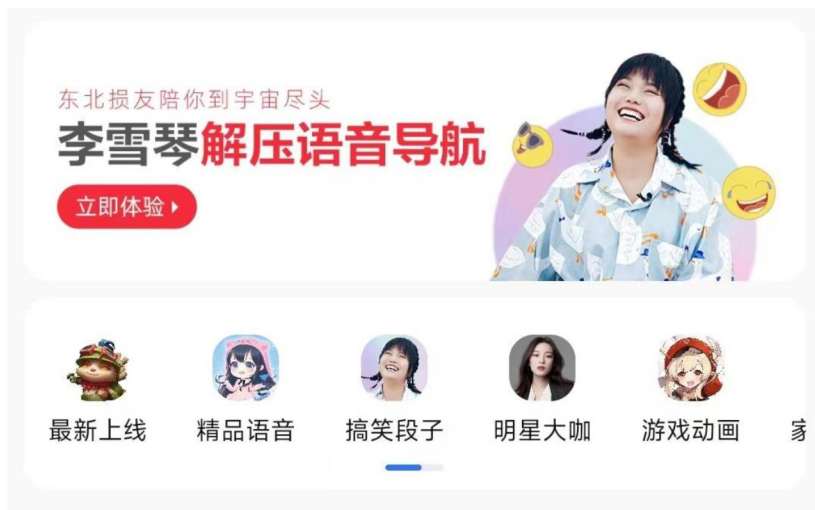 东北损友陪你到宇宙尽头
李雪琴解压语音导航
立即体验
最新上线
精品语音
搞笑段子
明星大咖
游戏动画
家